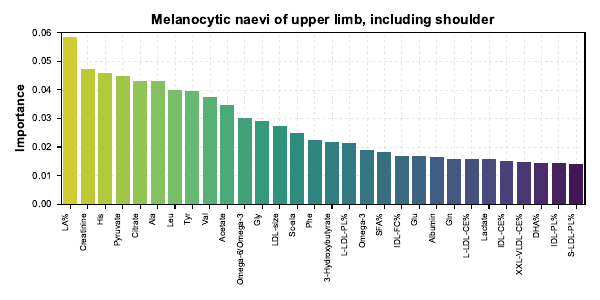 Melanocytic naevi of upper limb, including shoulder
Importance
0.06
0.05
0.04
0.03
0.02
0.01
0.00
LA%
Creatinine
His
Pyruvate
Citrate
Ala
Leu
Tyr
Val
Acetate
Omega-6/Omega-3
Gly
LDL-size
Phe
3-Hydroxybutyrate
L-LDL-PL%
Omega-3
SFA%
IDL-FC%
Glu
Albumin
Gln
L-LDL-CE%
Lactate
IDL-CE%
XXL-VLDL-CE%
DHA%
IDL-PL%
S-LDL-PL%